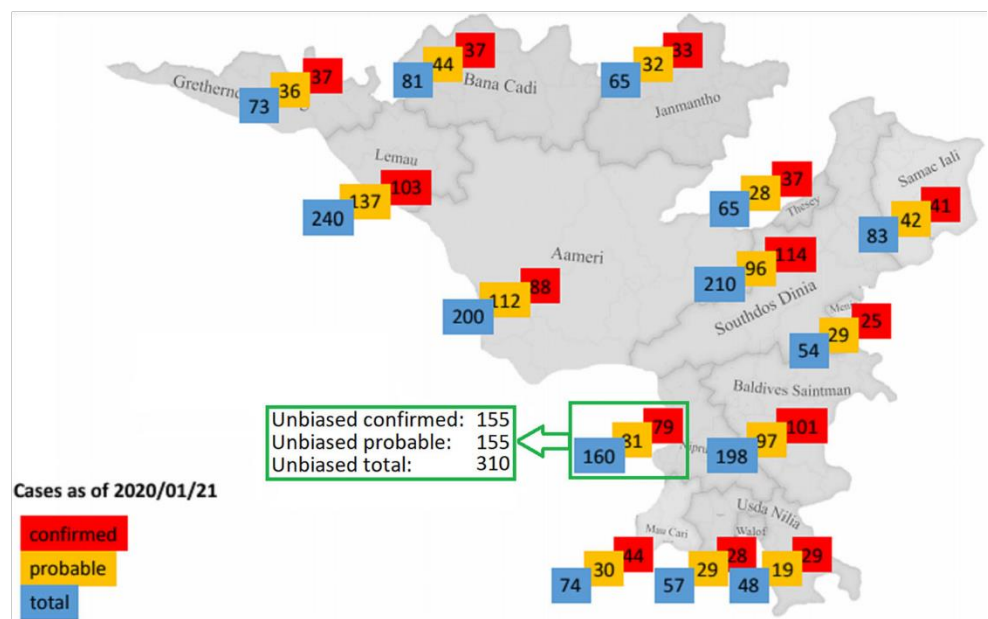 37
36
73
Gretherno
37
44
81
Bana Cadi
33
32
65
Janmantho
Lemau
103
137
240
Samac Iali
37
28
65
Thesey
41
42
83
Aameri
114
96
210
Southdos Dinia
88
112
200
25
29
54
Baldives Saintman
Unbiased confirmed: 155
Unbiased probable: 155
Unbiased total: 310
79
81
160
101
97
198
Cases as of 2020/01/21
confirmed
probable
total
Usda Nilia
Mau Cari
Walof
44
30
74
28
29
57
29
19
48